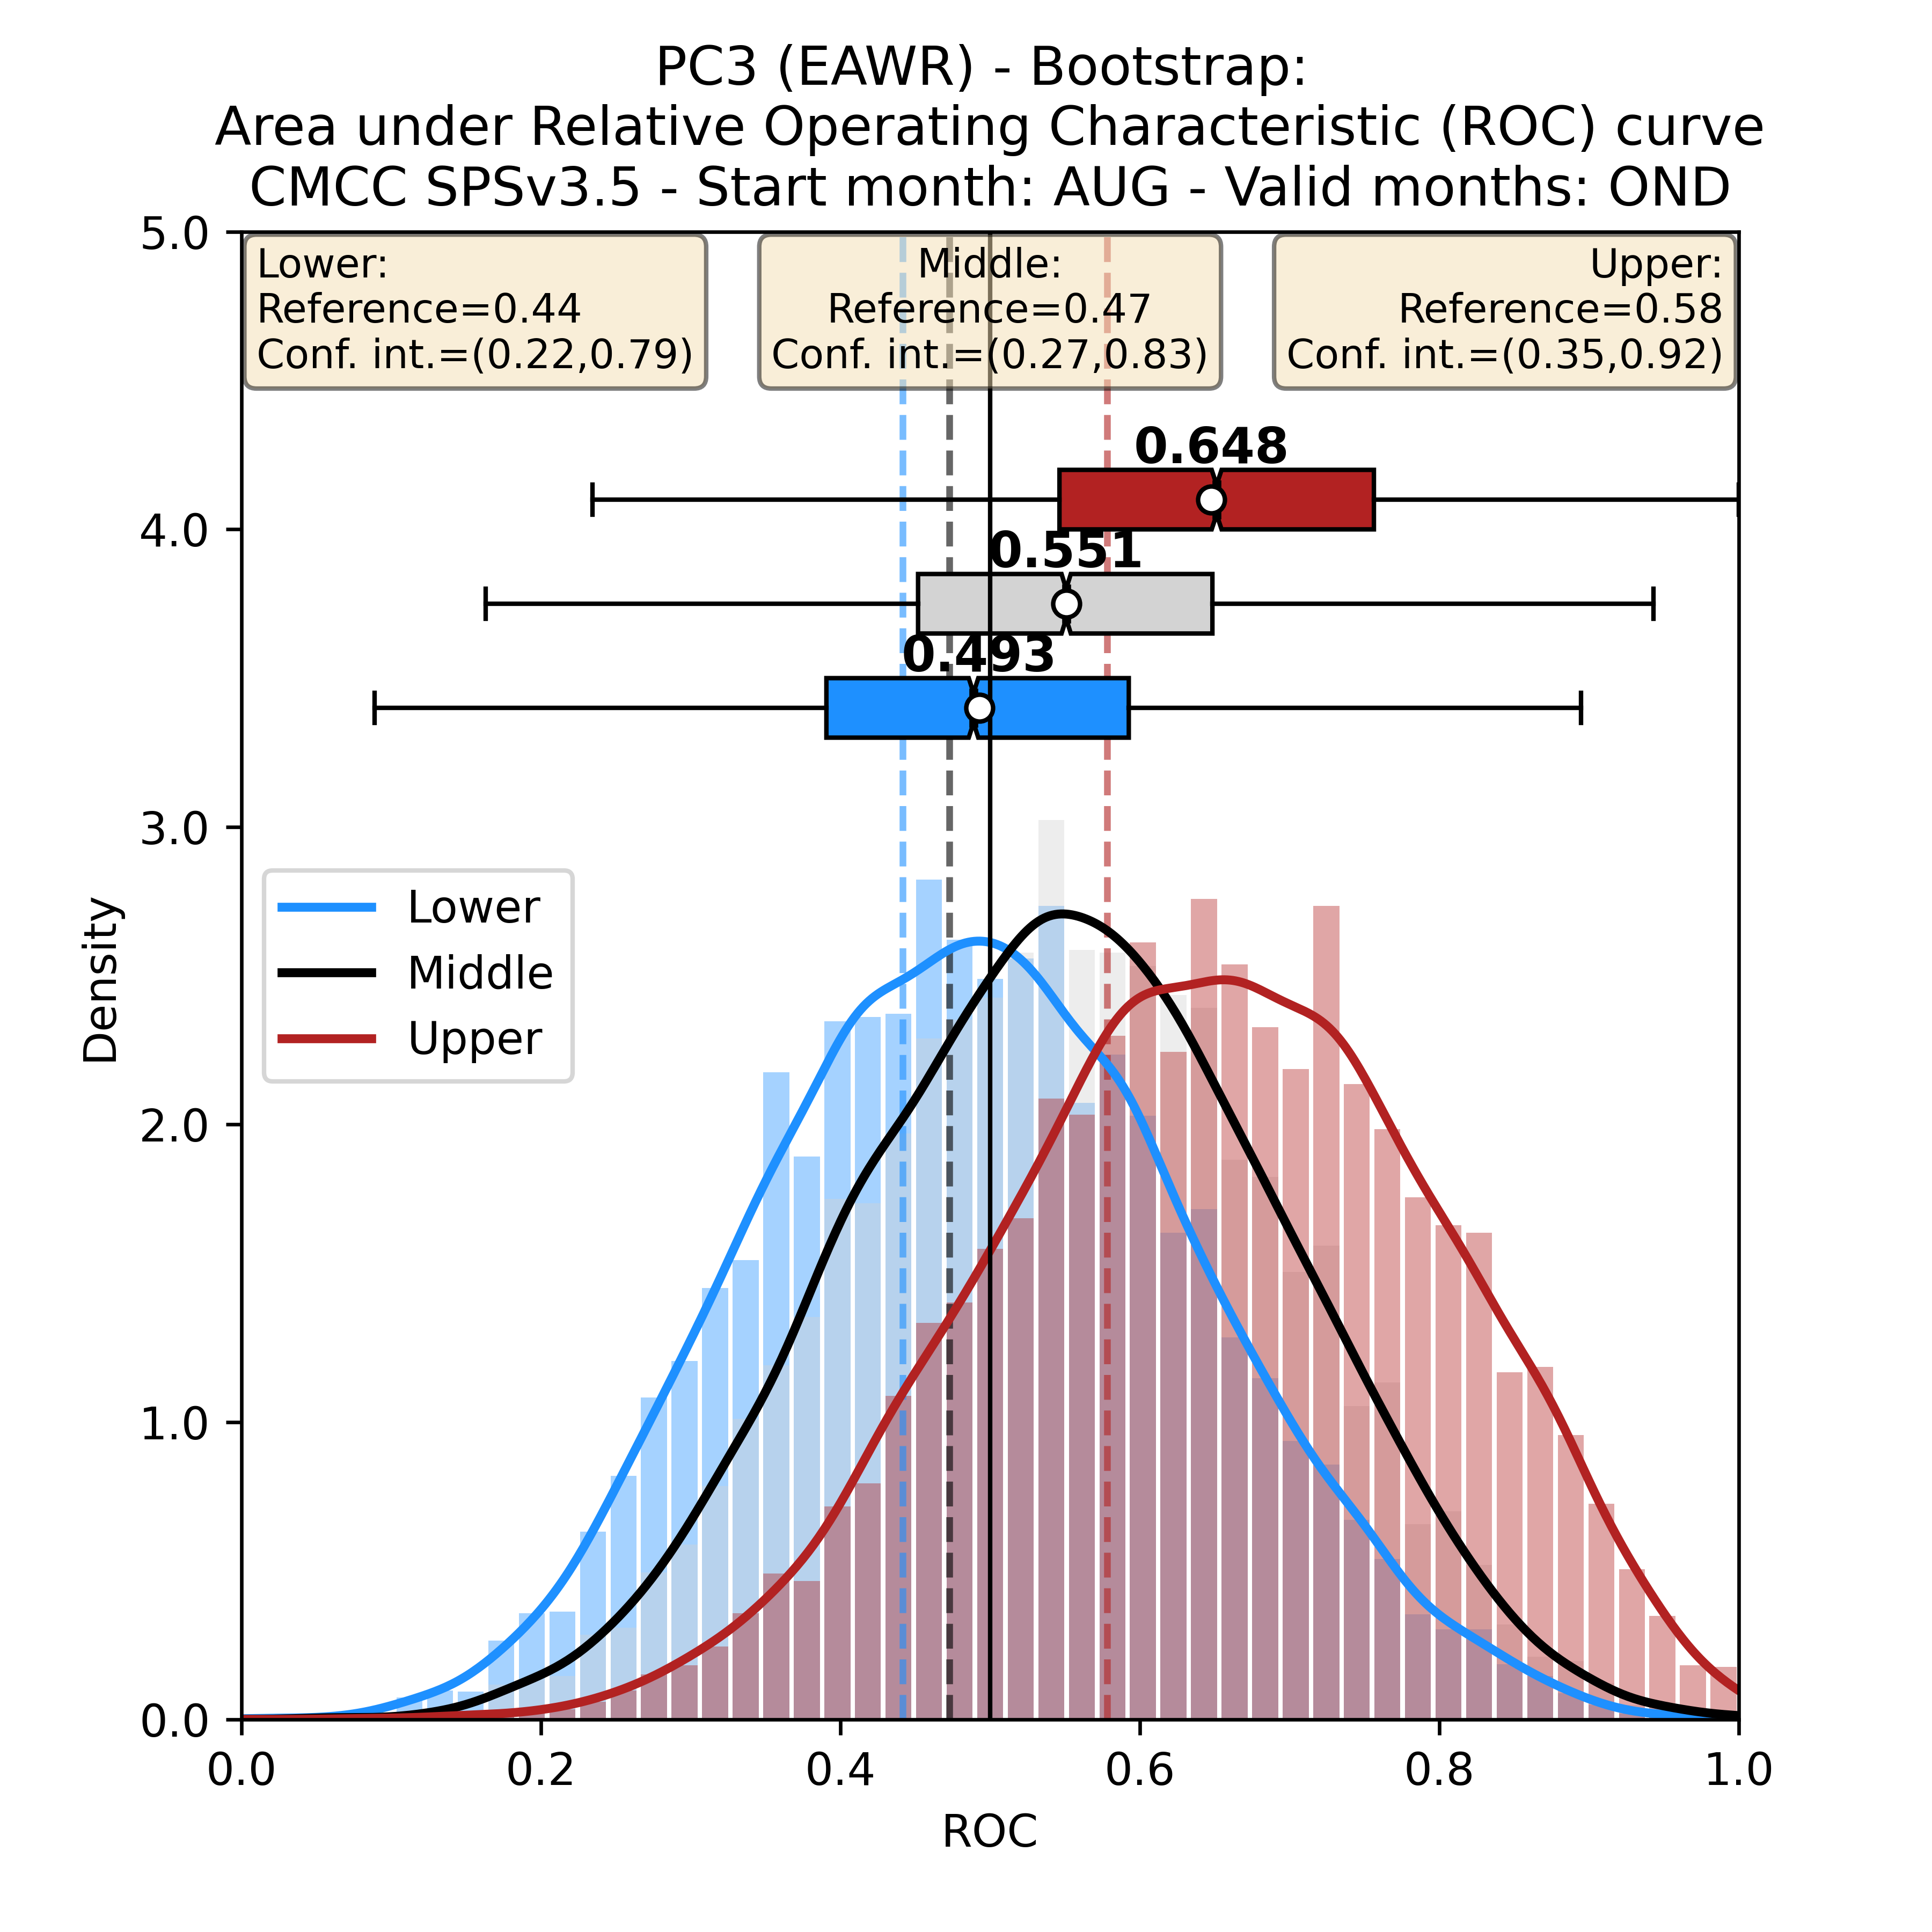 PC3 (EAWR) - Bootstrap:
Area under Relative Operating Characteristic (ROC) curve
CMCC SPSv3.5 - Start month: AUG - Valid months: OND
5.0
Lower:
Reference=0.44
Conf. int.=(0.22,0.79)
Middle:
Reference=0.47
Conf. int.=(0.27,0.83)
Upper:
Reference=0.58
Conf. int.=(0.35,0.92)
0.648
4.0
0.551
0.493
3.0
Lower
Middle
Upper
Density
2.0
1.0
0.0
0.0 0.2 0.4 0.6 0.8 1.0
ROC